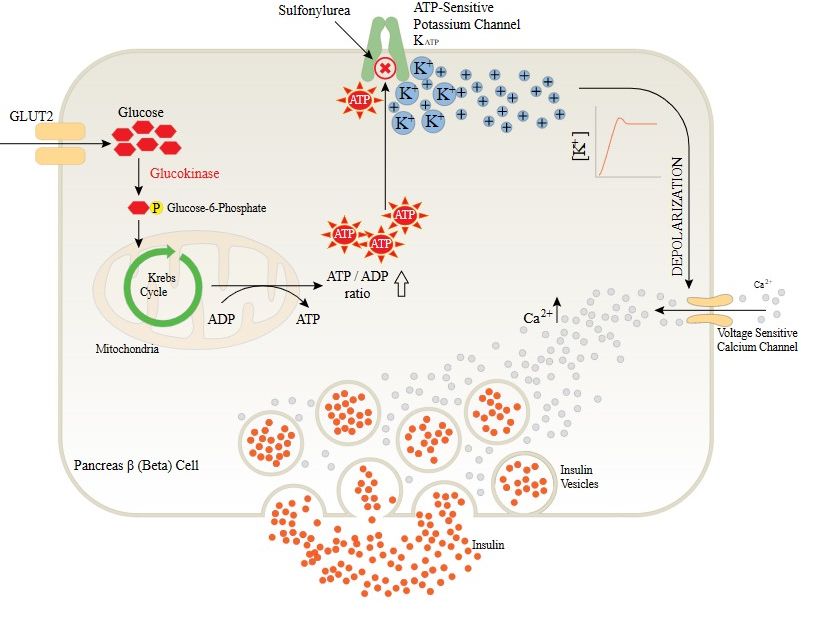 Sulfonylurea
ATP-Sensitive
Potassium Channel
K ATP
K⁺
ATP
K⁺
K⁺
K⁺
K⁺
GLUT2
Glucose
Glucokinase
P
Glucose-6-Phosphate
[K⁺]
DEPOLARIZATION
ATP
ATP
ATP
Krebs
Cycle
ATP / ADP
ratio
ADP
ATP
Mitochondria
Ca²⁺
Ca²⁺
Voltage Sensitive
Calcium Channel
Pancreas β (Beta) Cell
Insulin
Vesicles
Insulin